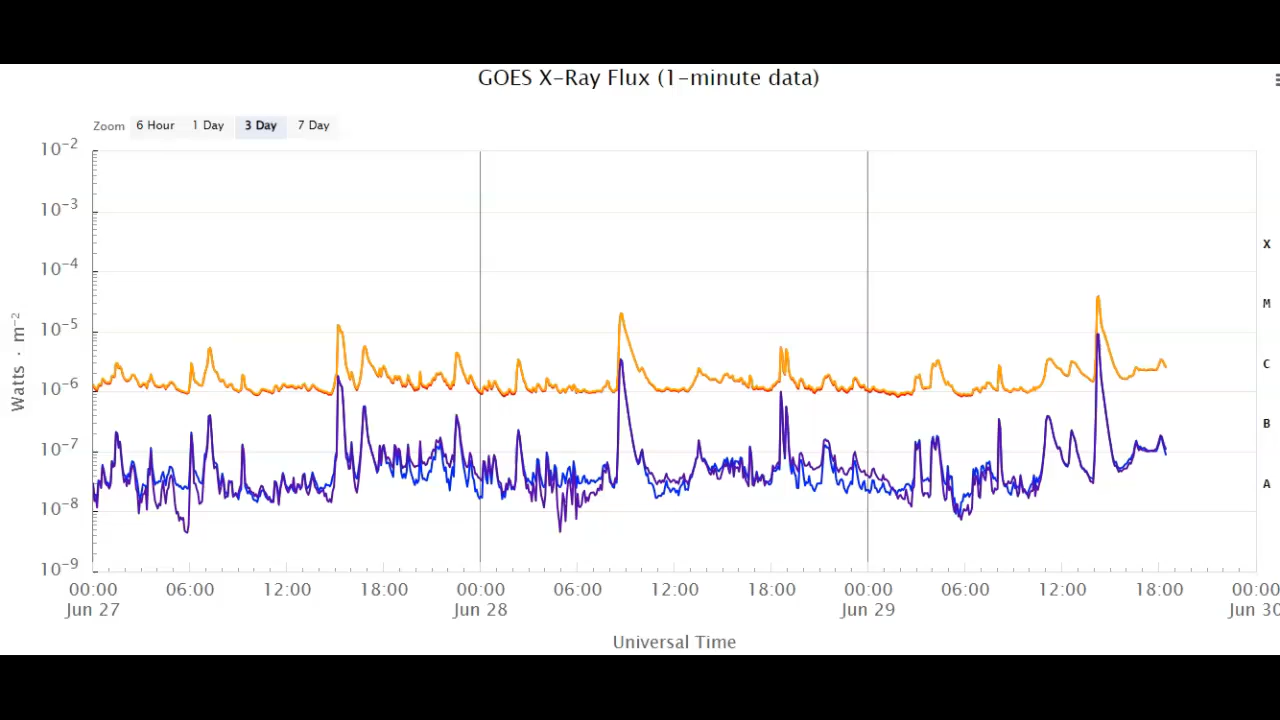 GOES X-Ray Flux (1-minute data)
Zoom 6 Hour 1 Day 3 Day 7 Day
10⁻²
10⁻³
10⁻⁴
10⁻⁵
10⁻⁶
10⁻⁷
10⁻⁸
10⁻⁹
Watts · m⁻²
X
M
C
B
A
00:00 06:00 12:00 18:00 00:00 06:00 12:00 18:00 00:00 06:00 12:00 18:00 00:00
Jun 27 Jun 28 Jun 29 Jun 30
Universal Time